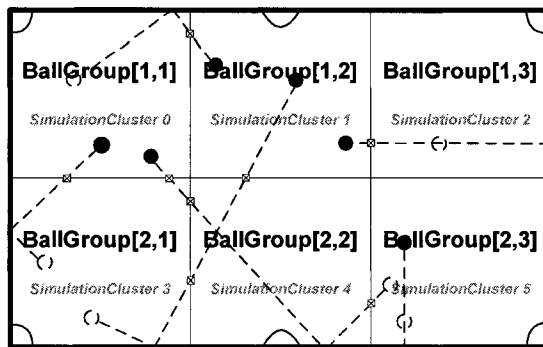 BallGroup[1,1] BallGroup[1,2] BallGroup[1,3]
SimulationCluster 0 SimulationCluster 1 SimulationCluster 2
BallGroup[2,1] BallGroup[2,2] BallGroup[2,3]
SimulationCluster 3 SimulationCluster 4 SimulationCluster 5